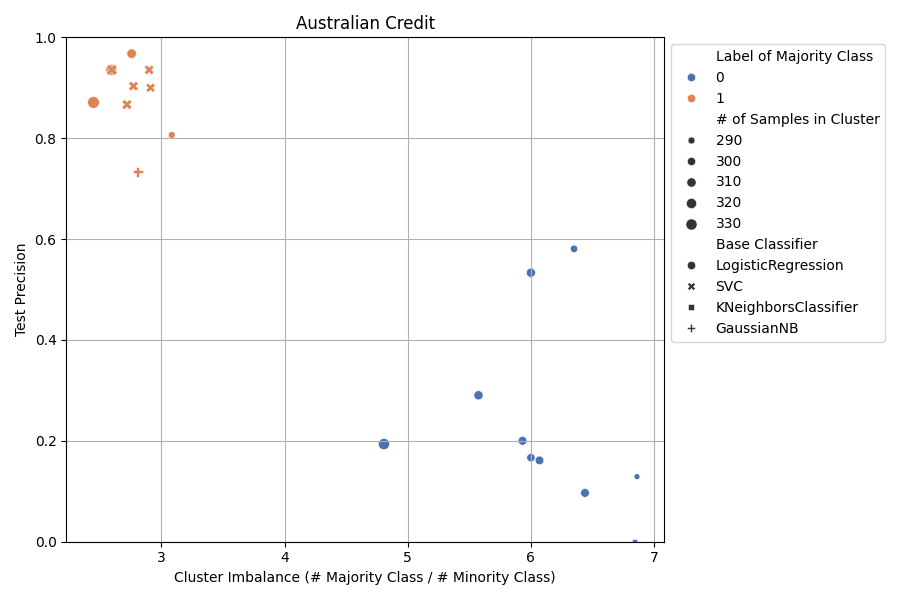 Australian Credit
Test Precision
1.0
0.8
0.6
0.4
0.2
0.0
3
4
5
6
7
Cluster Imbalance (# Majority Class / # Minority Class)
Label of Majority Class
0
1
# of Samples in Cluster
290
300
310
320
330
Base Classifier
LogisticRegression
SVC
KNeighborsClassifier
GaussianNB